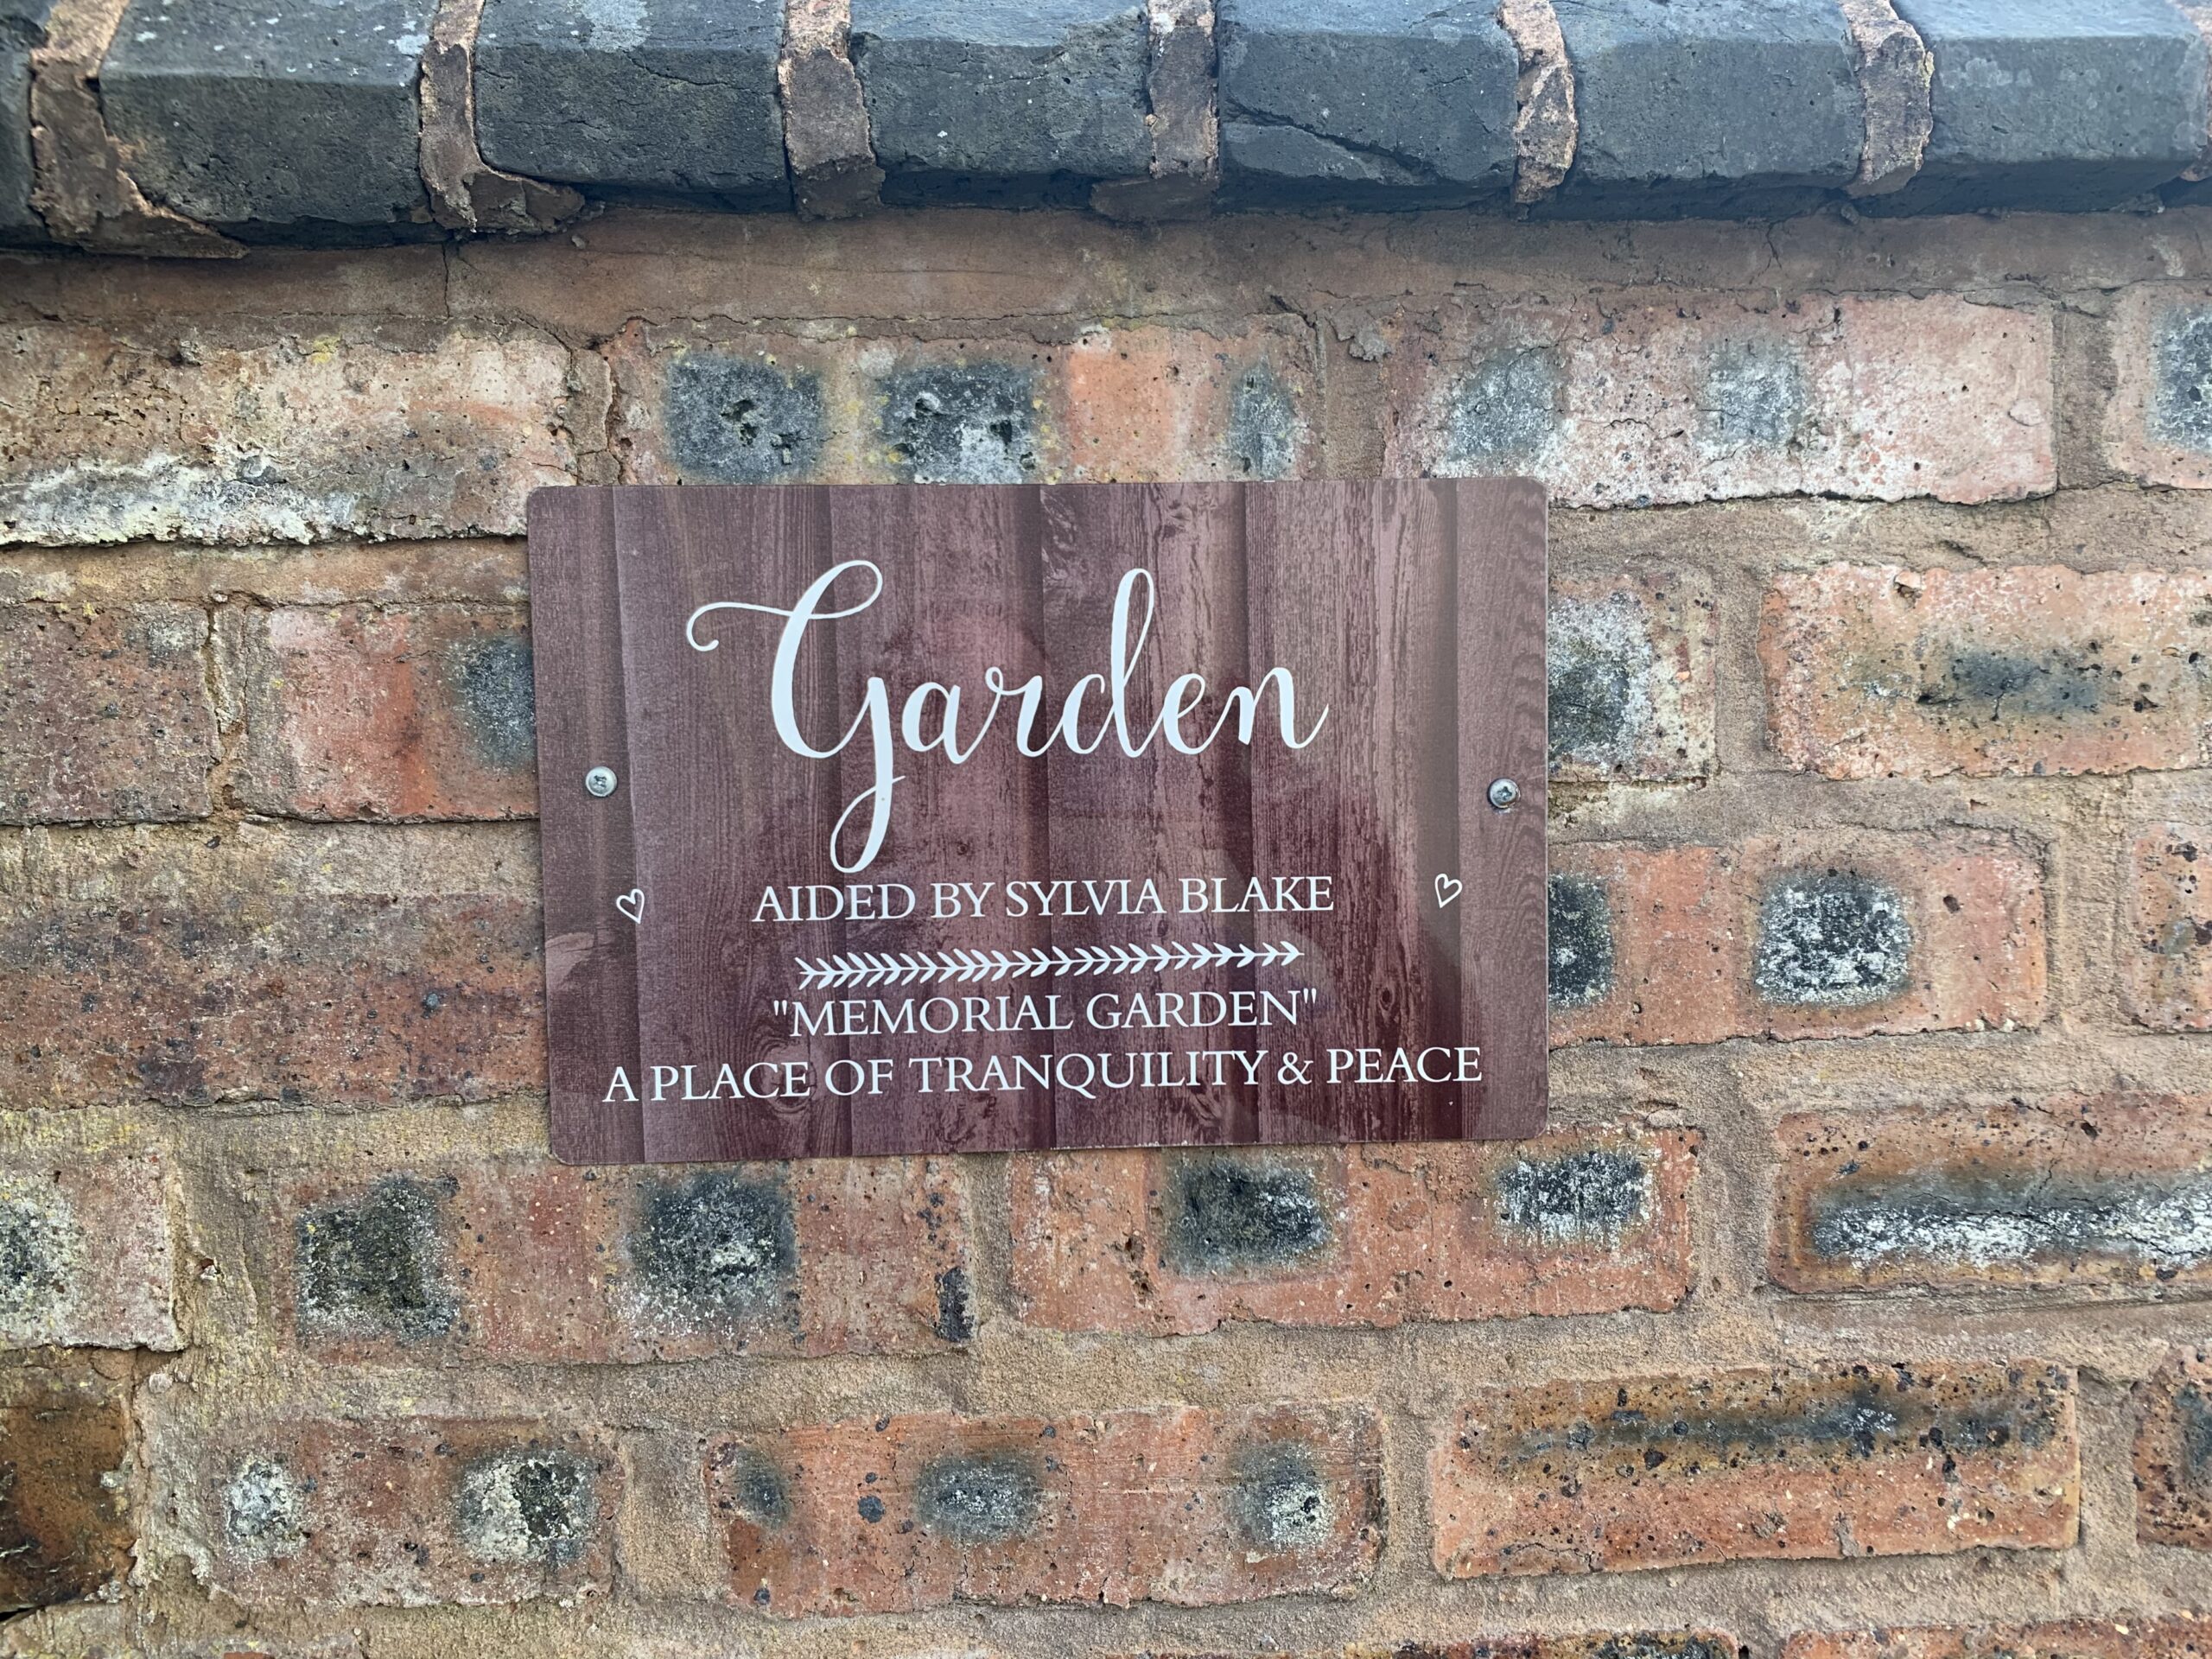 Garden
AIDED BY SYLVIA BLAKE
"MEMORIAL GARDEN"
A PLACE OF TRANQUILITY & PEACE